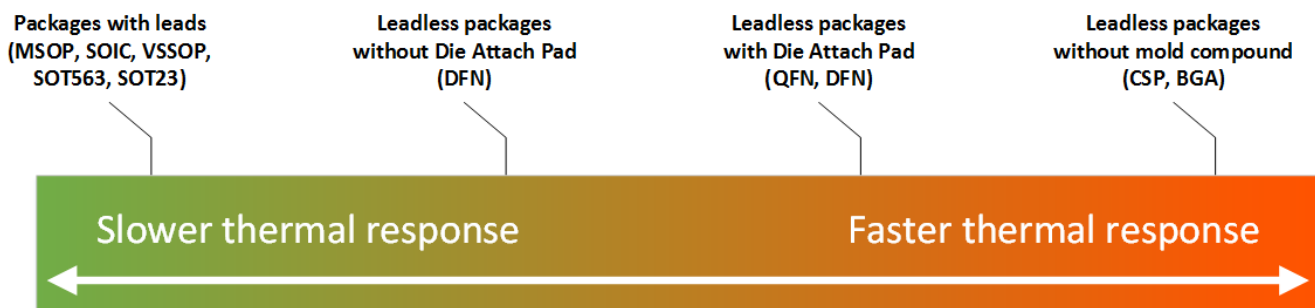 Packages with leads
(MSOP, SOIC, VSSOP,
SOT563, SOT23)
Leadless packages
without Die Attach Pad
(DFN)
Leadless packages
with Die Attach Pad
(QFN, DFN)
Leadless packages
without mold compound
(CSP, BGA)
Slower thermal response
Faster thermal response